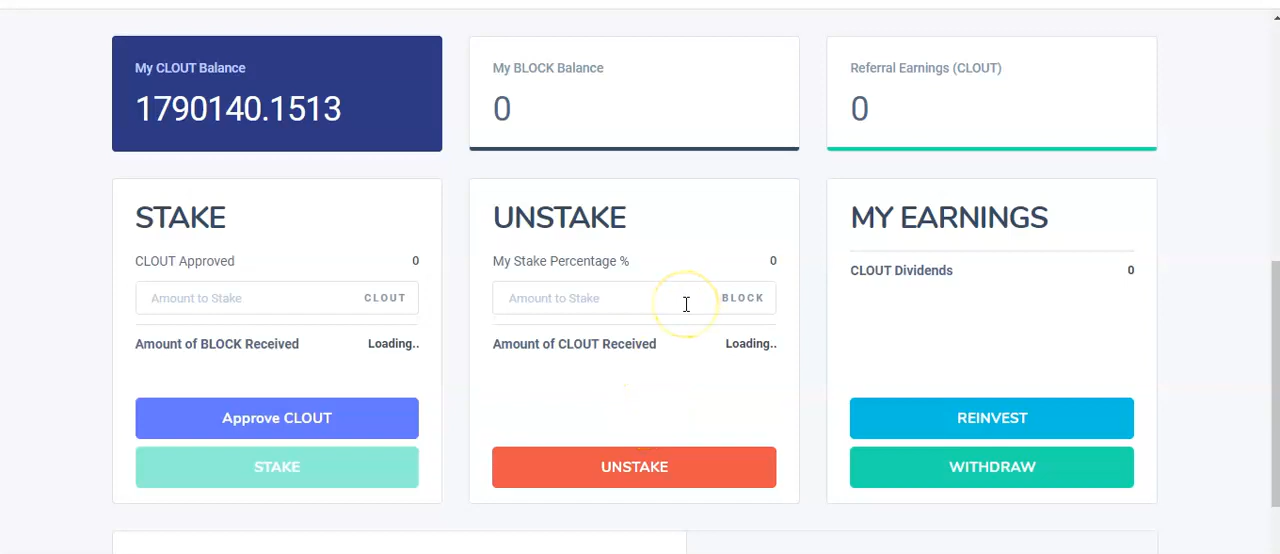 My CLOUT Balance
1790140.1513
My BLOCK Balance
0
Referral Earnings (CLOUT)
0
STAKE
CLOUT Approved 0
Amount to Stake CLOUT
Amount of BLOCK Received Loading..
Approve CLOUT
STAKE
UNSTAKE
My Stake Percentage % 0
Amount to Stake BLOCK
Amount of CLOUT Received Loading..
UNSTAKE
MY EARNINGS
CLOUT Dividends 0
REINVEST
WITHDRAW